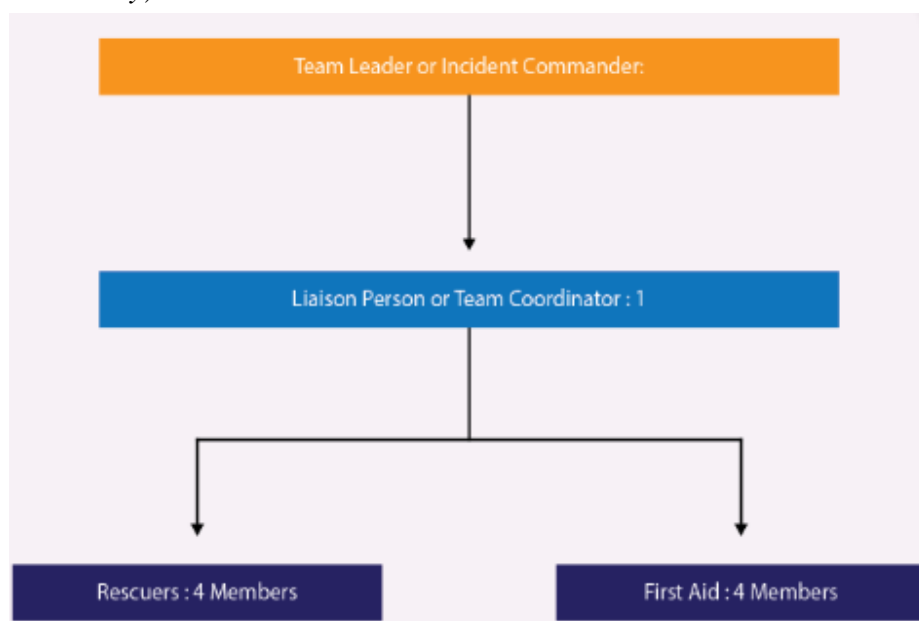 Team Leader or Incident Commander:
Liaison Person or Team Coordinator : 1
Rescuers : 4 Members
First Aid : 4 Members